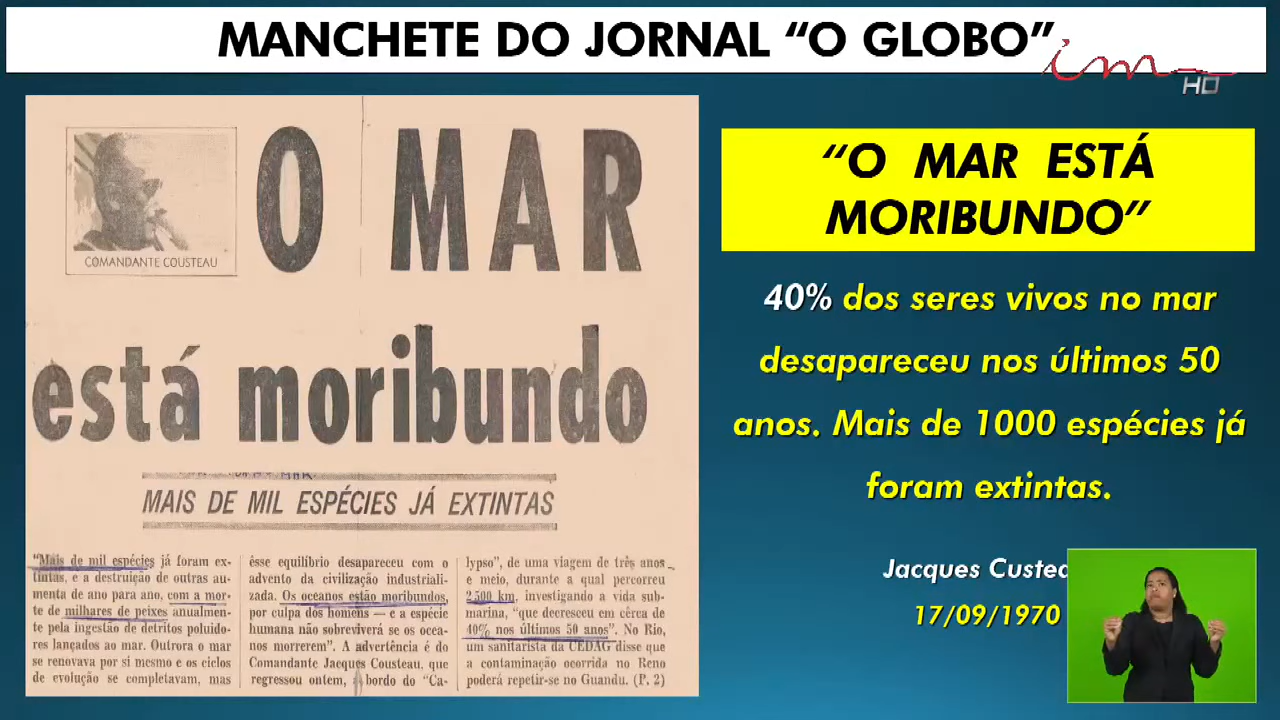 MANCHETE DO JORNAL “O GLOBO”
im
HD
COMANDANTE COUSTEAU
O MAR
está moribundo
MAIS DE MIL ESPÉCIES JÁ EXTINTAS
"Mais de mil espécies já foram ex-
tintas, e a destruição de outras au-
menta de ano para ano, com a mor-
te de milhares de peixes anualmen-
te pela ingestão de detritos poluido-
res lançados ao mar. Outrora o mar
se renovava por si mesmo e os ciclos
de evolução se completavam, mas
êsse equilíbrio desapareceu com o
advento da civilização industriali-
zada. Os oceanos estão moribundos,
por culpa dos homens — e a espécie
humana não sobreviverá se os ocea-
nos morrerem". A advertência é do
Comandante Jacques Cousteau, que
regressou ontem, a bordo do "Ca-
lypso", de uma viagem de três anos
e meio, durante a qual percorreu
2.500 km, investigando a vida sub-
marina, "que decresceu em cêrca de
40% nos últimos 50 anos". No Rio,
um sanitarista da CEDAG disse que
a contaminação ocorrida no Reno
poderá repetir-se no Guandu. (P. 2)
“O MAR ESTÁ
MORIBUNDO”
40% dos seres vivos no mar
desapareceu nos últimos 50
anos. Mais de 1000 espécies já
foram extintas.
Jacques
17/09/1970